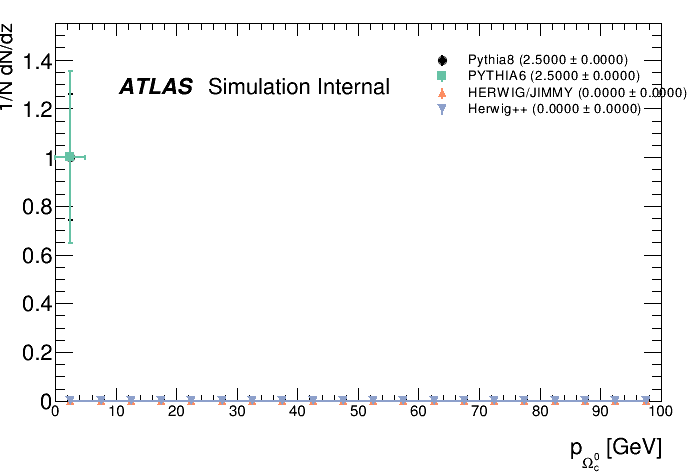 1/N dN/dz
ATLAS Simulation Internal
Pythia8 (2.5000 ± 0.0000)
PYTHIA6 (2.5000 ± 0.0000)
HERWIG/JIMMY (0.0000 ± 0.0000)
Herwig++ (0.0000 ± 0.0000)
1.4
1.2
1
0.8
0.6
0.4
0.2
0
0 10 20 30 40 50 60 70 80 90 100
p_{Ω_c^0} [GeV]